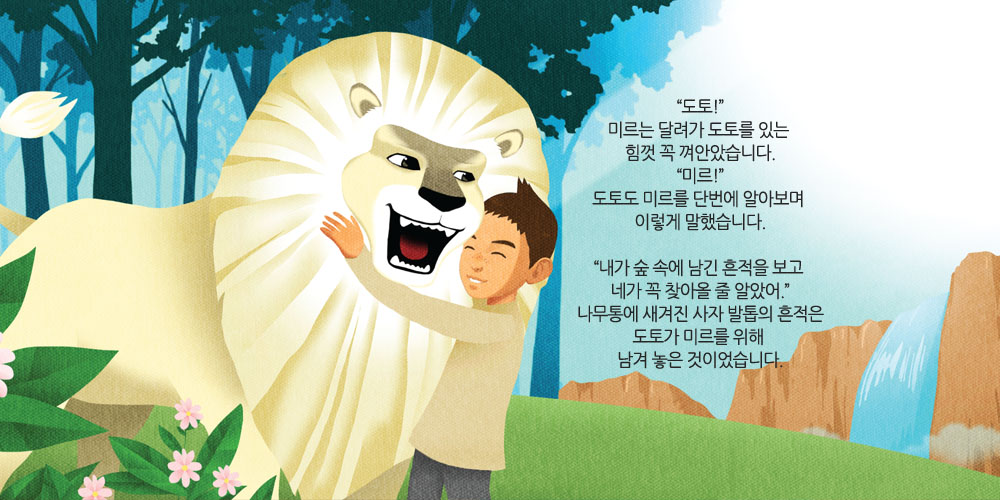 “도토!”
미르는 달려가 도토를 있는
힘껏 꼭 껴안았습니다.
“미르!”
도토도 미르를 단번에 알아보며
이렇게 말했습니다.
“내가 숲 속에 남긴 흔적을 보고
네가 꼭 찾아올 줄 알았어.”
나무통에 새겨진 사자 발톱의 흔적은
도토가 미르를 위해
남겨 놓은 것이었습니다.